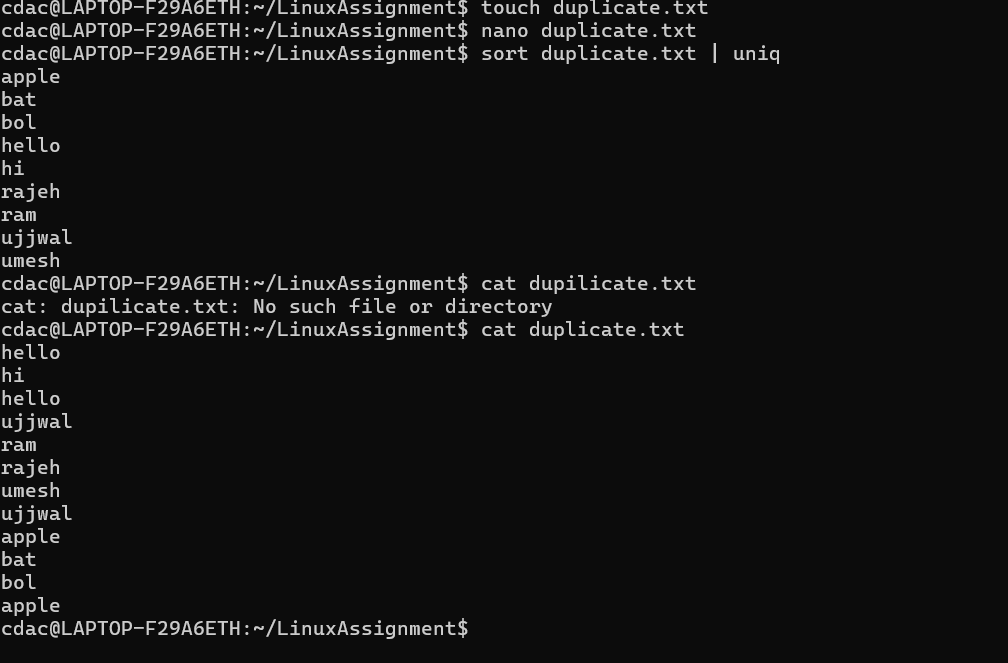 cdac@LAPTOP-F29A6ETH:~/LinuxAssignment$ touch duplicate.txt
cdac@LAPTOP-F29A6ETH:~/LinuxAssignment$ nano duplicate.txt
cdac@LAPTOP-F29A6ETH:~/LinuxAssignment$ sort duplicate.txt | uniq
apple
bat
bol
hello
hi
rajeh
ram
ujjwal
umesh
cdac@LAPTOP-F29A6ETH:~/LinuxAssignment$ cat dupilicate.txt
cat: dupilicate.txt: No such file or directory
cdac@LAPTOP-F29A6ETH:~/LinuxAssignment$ cat duplicate.txt
hello
hi
hello
ujjwal
ram
rajeh
umesh
ujjwal
apple
bat
bol
apple
cdac@LAPTOP-F29A6ETH:~/LinuxAssignment$